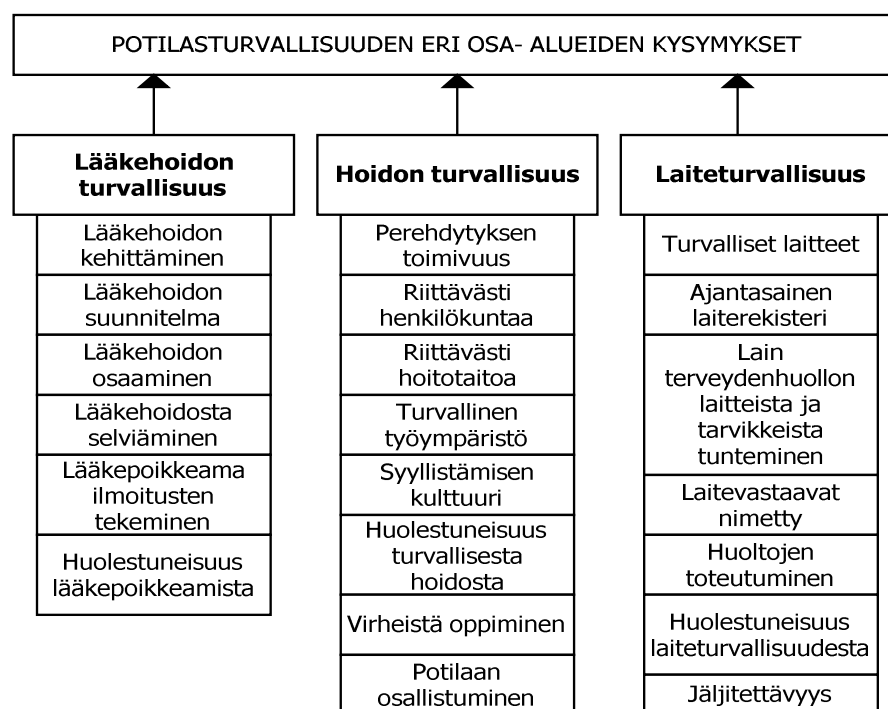 POTILASTURVALLISUUDEN ERI OSA- ALUEIDEN KYSYMYKSET
Lääkehoidon
turvallisuus
Lääkehoidon
kehittäminen
Lääkehoidon
suunnitelma
Lääkehoidon
osaaminen
Lääkehoidosta
selviäminen
Lääkepoikkeama
ilmoitusten
tekeminen
Huolestuneisuus
lääkepoikkeamista
Hoidon turvallisuus
Perehdytyksen
toimivuus
Riittävästi
henkilökuntaa
Riittävästi
hoitotaitoa
Turvallinen
työympäristö
Syyllistämisen
kulttuuri
Huolestuneisuus
turvallisesta
hoidosta
Virheistä oppiminen
Potilaan
osallistuminen
Laiteturvallisuus
Turvalliset laitteet
Ajantasainen
laiterekisteri
Lain
terveydenhuollon
laitteista ja
tarvikkeista
tunteminen
Laitevastaavat
nimetty
Huoltojen
toteutuminen
Huolestuneisuus
laiteturvallisuudesta
Jäljitettävyys